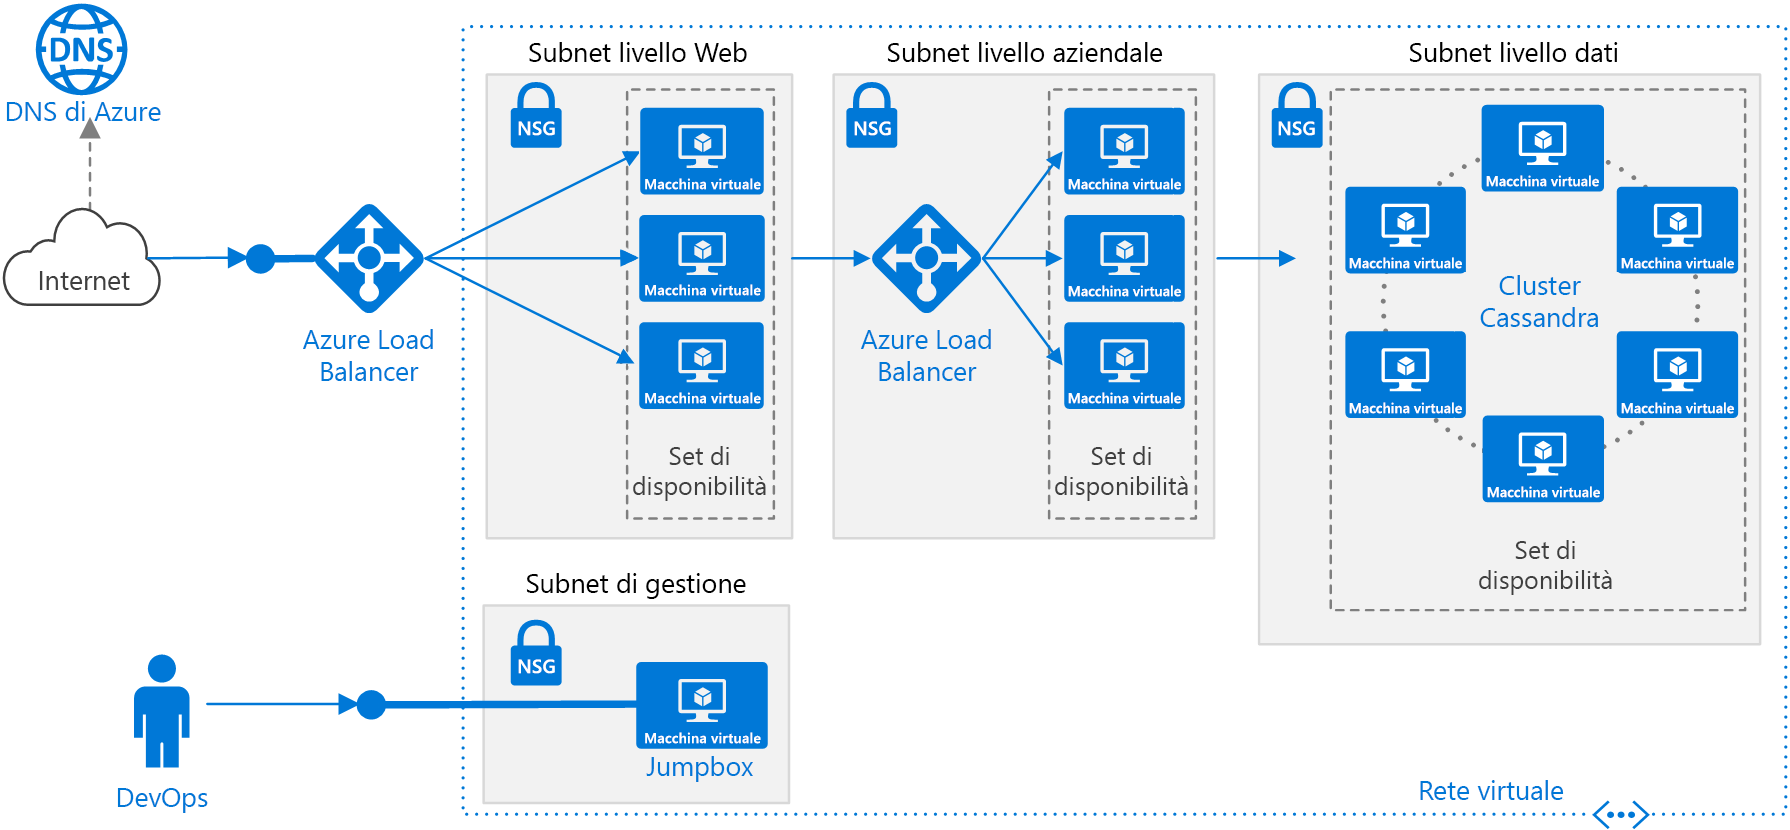 DNS
DNS di Azure
Internet
Azure Load
Balancer
Subnet livello Web
NSG
Macchina virtuale
Macchina virtuale
Macchina virtuale
Set di
disponibilità
Subnet livello aziendale
NSG
Azure Load
Balancer
Macchina virtuale
Macchina virtuale
Macchina virtuale
Set di
disponibilità
Subnet livello dati
NSG
Macchina virtuale
Macchina virtuale
Macchina virtuale
Cluster
Cassandra
Macchina virtuale
Macchina virtuale
Macchina virtuale
Set di
disponibilità
Subnet di gestione
NSG
Macchina virtuale
Jumpbox
DevOps
Rete virtuale